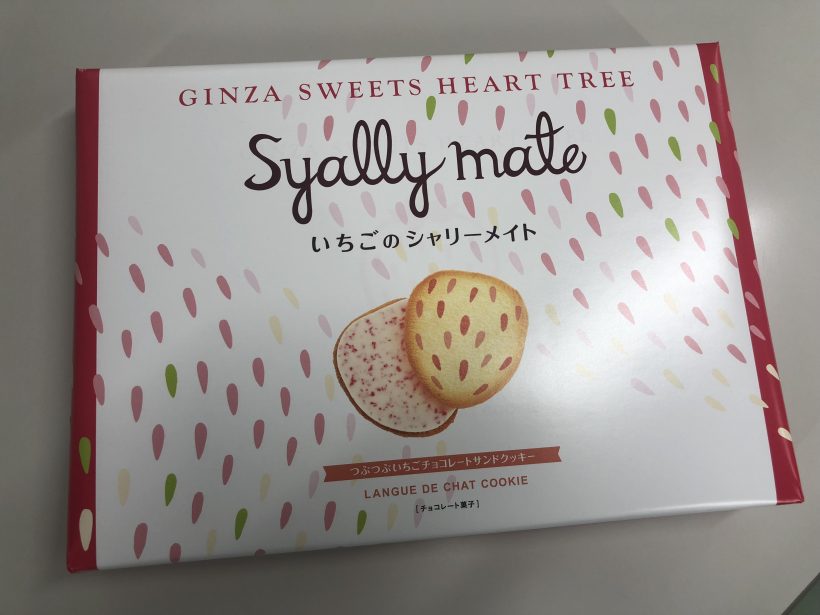 GINZA SWEETS HEART TREE
Syally mate
いちごのシャリーメイト
つぶつぶいちごチョコレートサンドクッキー
LANGUE DE CHAT COOKIE
［チョコレート菓子］